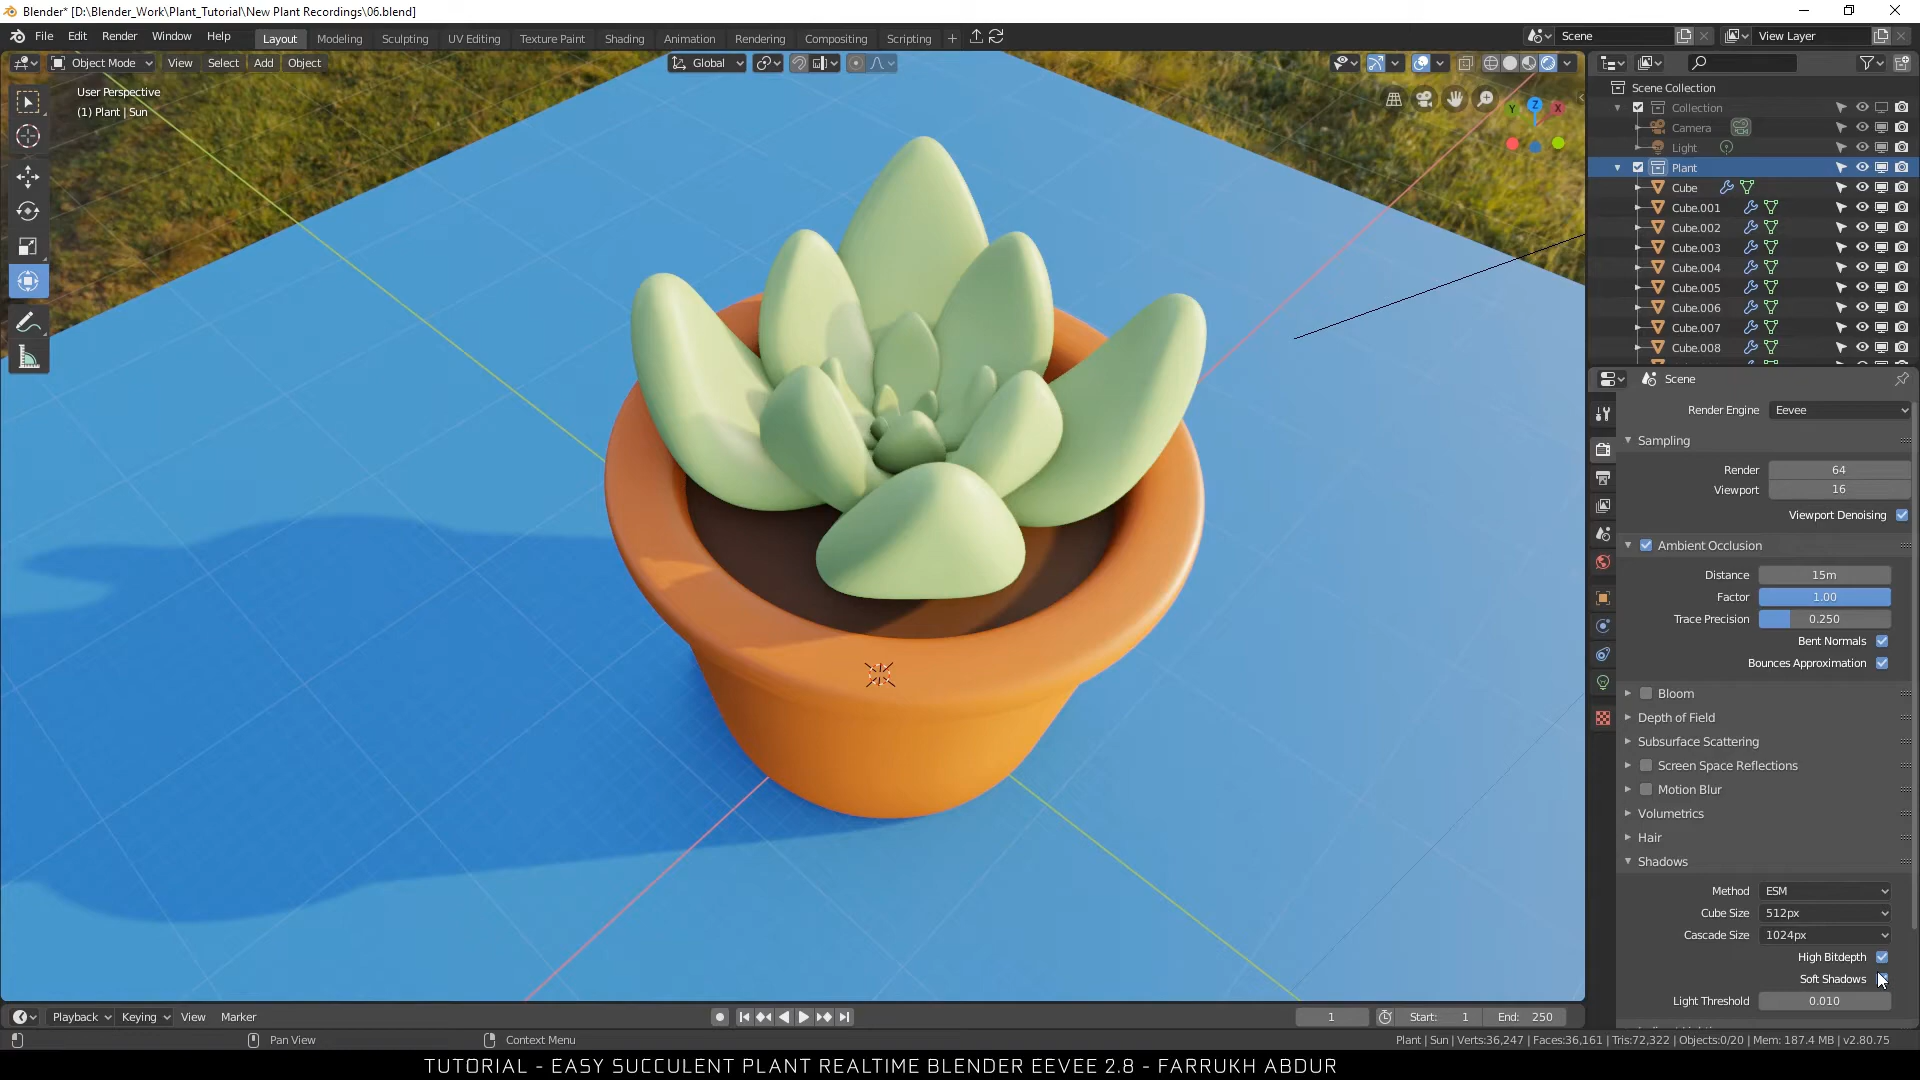 Blender* [D:\Blender_Work\Plant_Tutorial\New Plant Recordings\06.blend]
File Edit Render Window Help Layout Modeling Sculpting UV Editing Texture Paint Shading Animation Rendering Compositing Scripting + Scene View Layer
Object Mode View Select Add Object Global
User Perspective
(1) Plant | Sun
Y Z X
Scene Collection
Collection
Camera
Light
Plant
Cube
Cube.001
Cube.002
Cube.003
Cube.004
Cube.005
Cube.006
Cube.007
Cube.008
Scene
Render Engine Eevee
Sampling
Render 64
Viewport 16
Viewport Denoising
Ambient Occlusion
Distance 15m
Factor 1.00
Trace Precision 0.250
Bent Normals
Bounces Approximation
Bloom
Depth of Field
Subsurface Scattering
Screen Space Reflections
Motion Blur
Volumetrics
Hair
Shadows
Method ESM
Cube Size 512px
Cascade Size 1024px
High Bitdepth
Soft Shadows
Light Threshold 0.010
Playback Keying View Marker 1 Start: 1 End: 250
Pan View Context Menu Plant | Sun | Verts:36,247 | Faces:36,161 | Tris:72,322 | Objects:0/20 | Mem: 187.4 MB | v2.80.75
TUTORIAL - EASY SUCCULENT PLANT REALTIME BLENDER EEVEE 2.8 - FARRUKH ABDUR